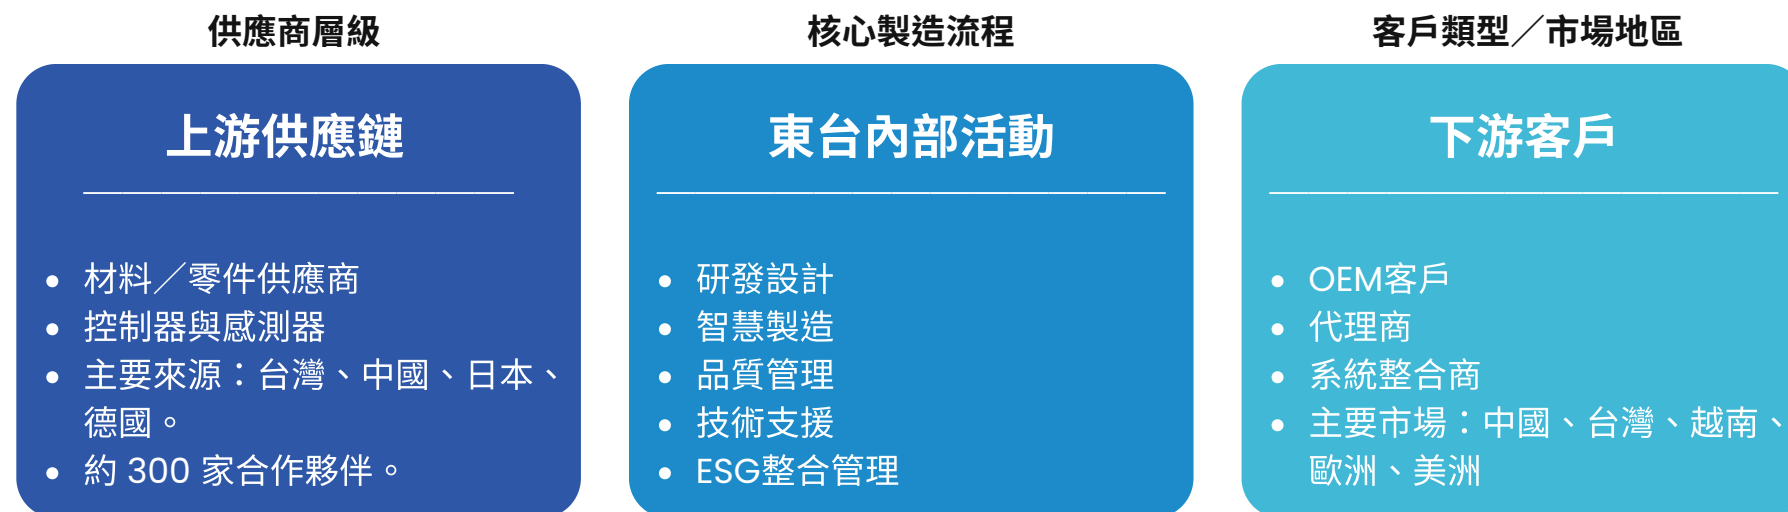 供應商層級
上游供應鏈
• 材料／零件供應商
• 控制器與感測器
• 主要來源：台灣、中國、日本、
德國。
• 約 300 家合作夥伴。
核心製造流程
東台內部活動
• 研發設計
• 智慧製造
• 品質管理
• 技術支援
• ESG整合管理
客戶類型／市場地區
下游客戶
• OEM客戶
• 代理商
• 系統整合商
• 主要市場：中國、台灣、越南、
歐洲、美洲